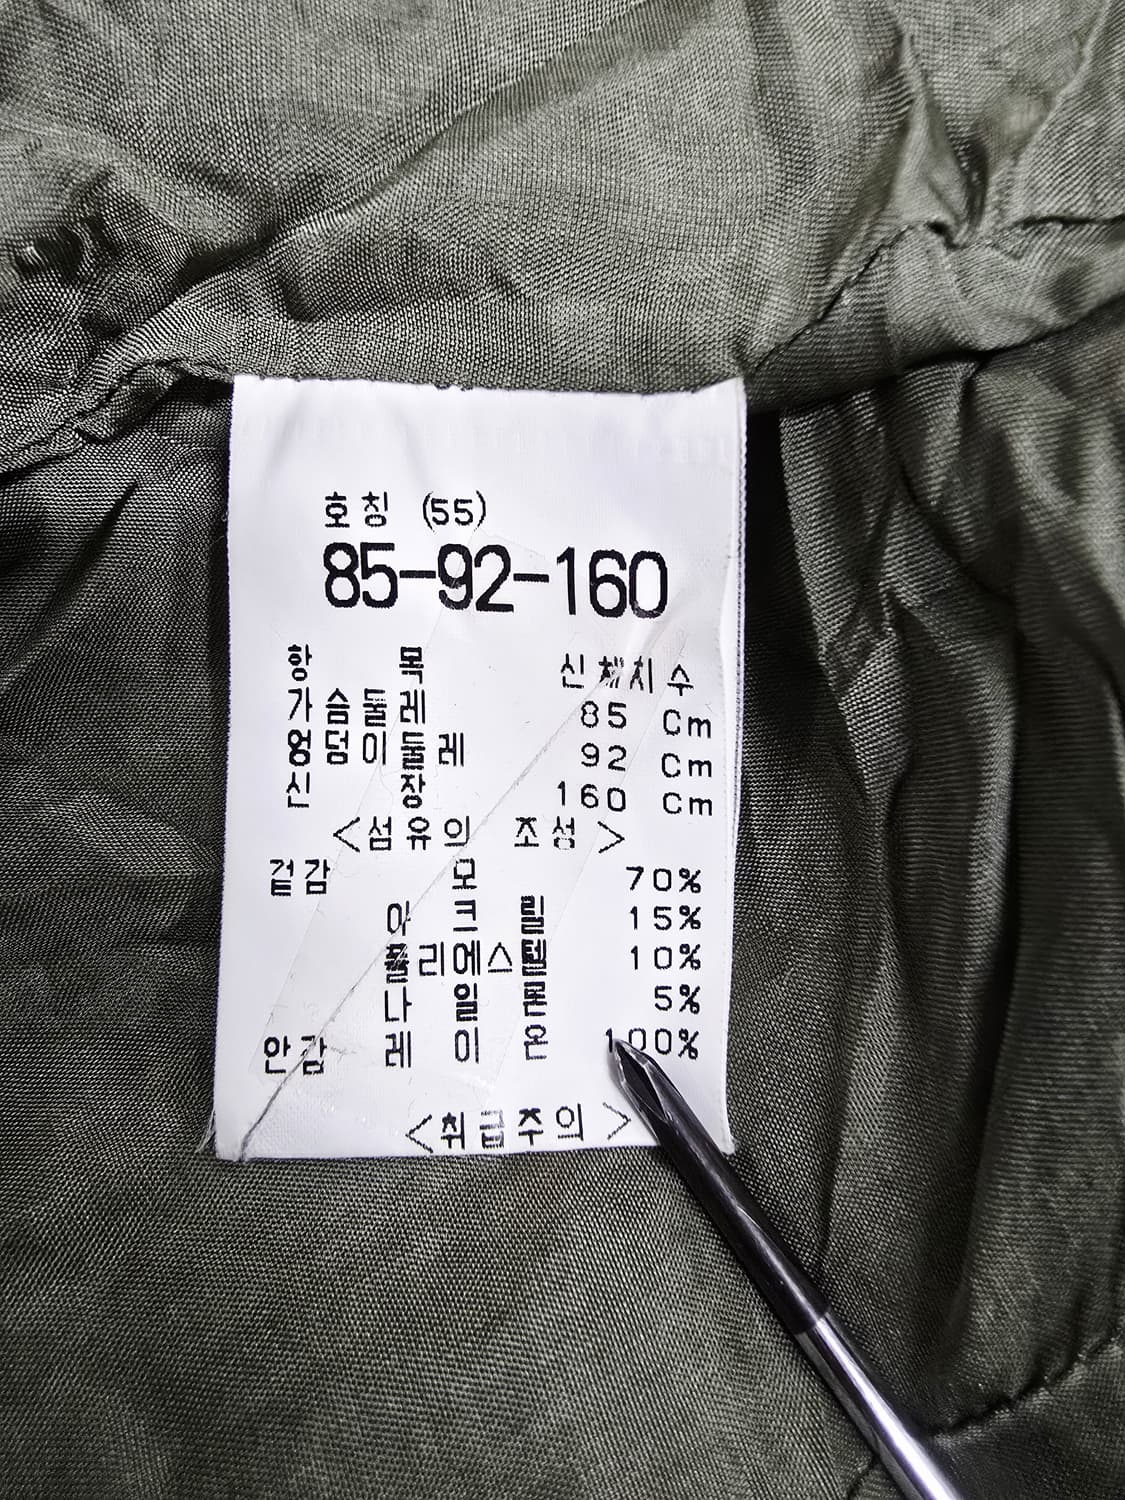 호칭 (55)
85-92-160
항 목 신체치수
가슴둘레 85 Cm
엉덩이둘레 92 Cm
신 장 160 Cm
<섬유의 조성>
겉감 모 70%
아크릴 15%
폴리에스텔 10%
나일론 5%
안감 레이온 100%
<취급주의>